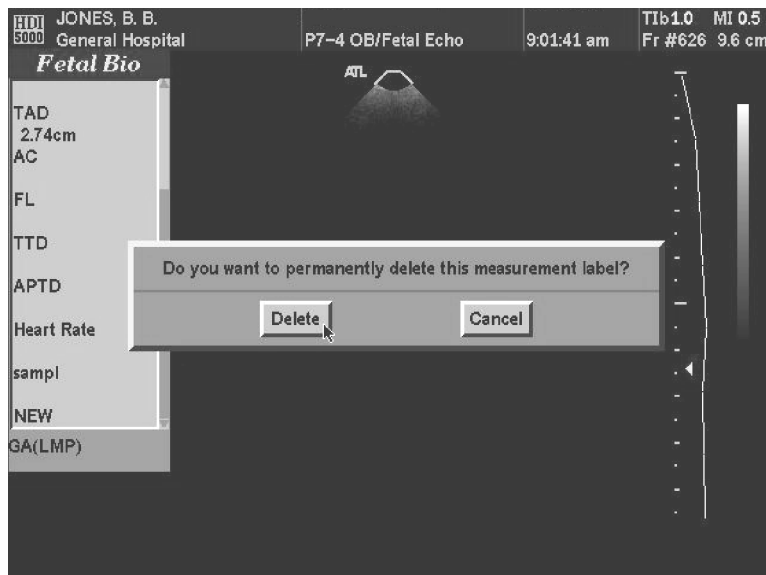 HDI 5000
JONES, B. B.
General Hospital
P7-4 OB/Fetal Echo
9:01:41 am
TIb1.0 MI 0.5
Fr #626 9.6 cm
Fetal Bio
ATL
TAD
2.74cm
AC
FL
TTD
APTD
Heart Rate
sampl
NEW
GA(LMP)
Do you want to permanently delete this measurement label?
Delete Cancel